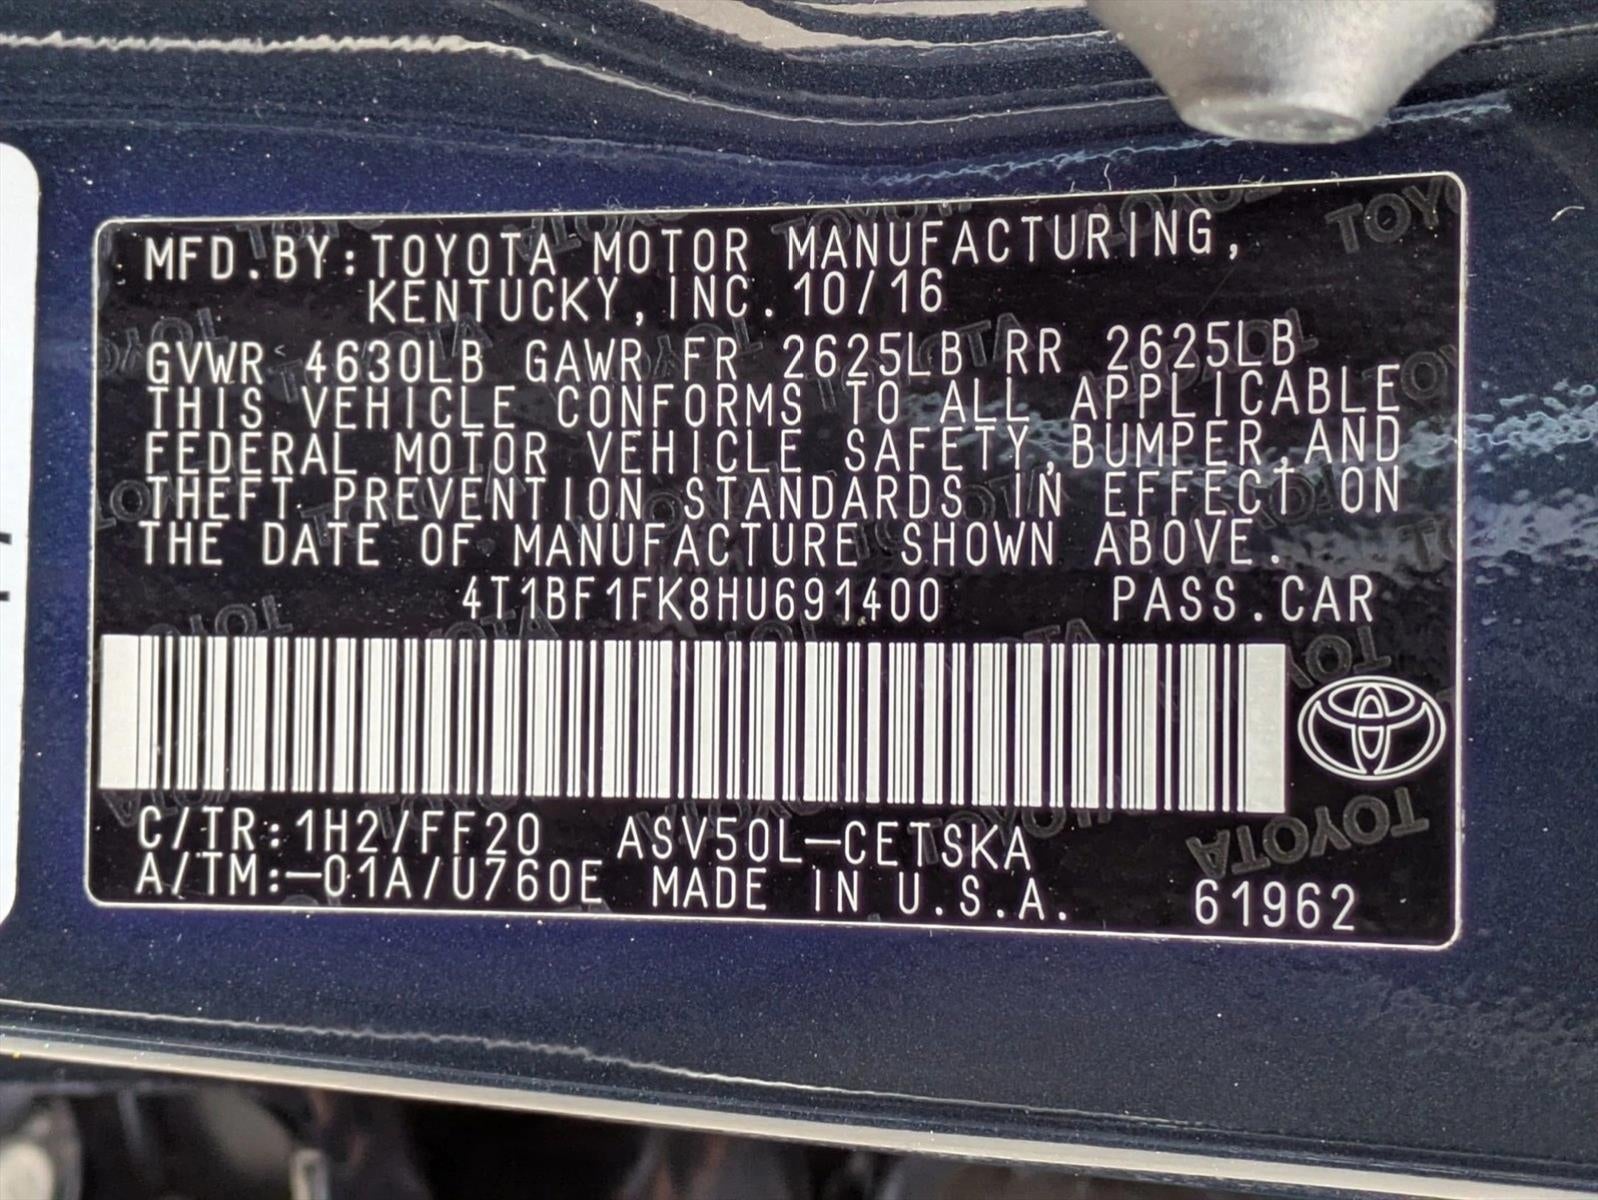 MFD.BY:TOYOTA MOTOR MANUFACTURING,
KENTUCKY,INC.10/16
GVWR 4630LB GAWR FR 2625LB RR 2625LB
THIS VEHICLE CONFORMS TO ALL APPLICABLE
FEDERAL MOTOR VEHICLE SAFETY,BUMPER,AND
THEFT PREVENTION STANDARDS IN EFFECT ON
THE DATE OF MANUFACTURE SHOWN ABOVE.
4T1BF1FK8HU691400 PASS.CAR
C/TR:1H2/FF20 ASV50L-CETSKA
A/TM:-01A/U760E MADE IN U.S.A. 61962
TOYOTA